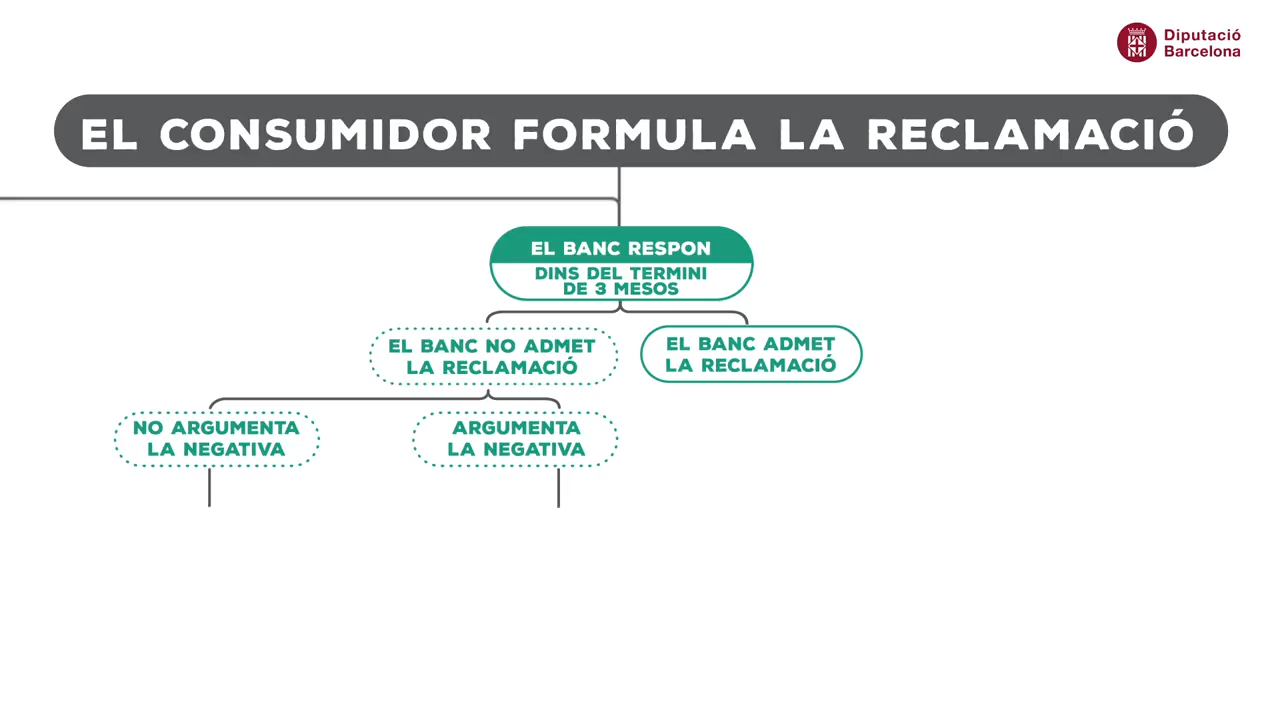 Diputació
Barcelona
EL CONSUMIDOR FORMULA LA RECLAMACIÓ
EL BANC RESPON
DINS DEL TERMINI
DE 3 MESOS
EL BANC NO ADMET
LA RECLAMACIÓ
EL BANC ADMET
LA RECLAMACIÓ
NO ARGUMENTA
LA NEGATIVA
ARGUMENTA
LA NEGATIVA